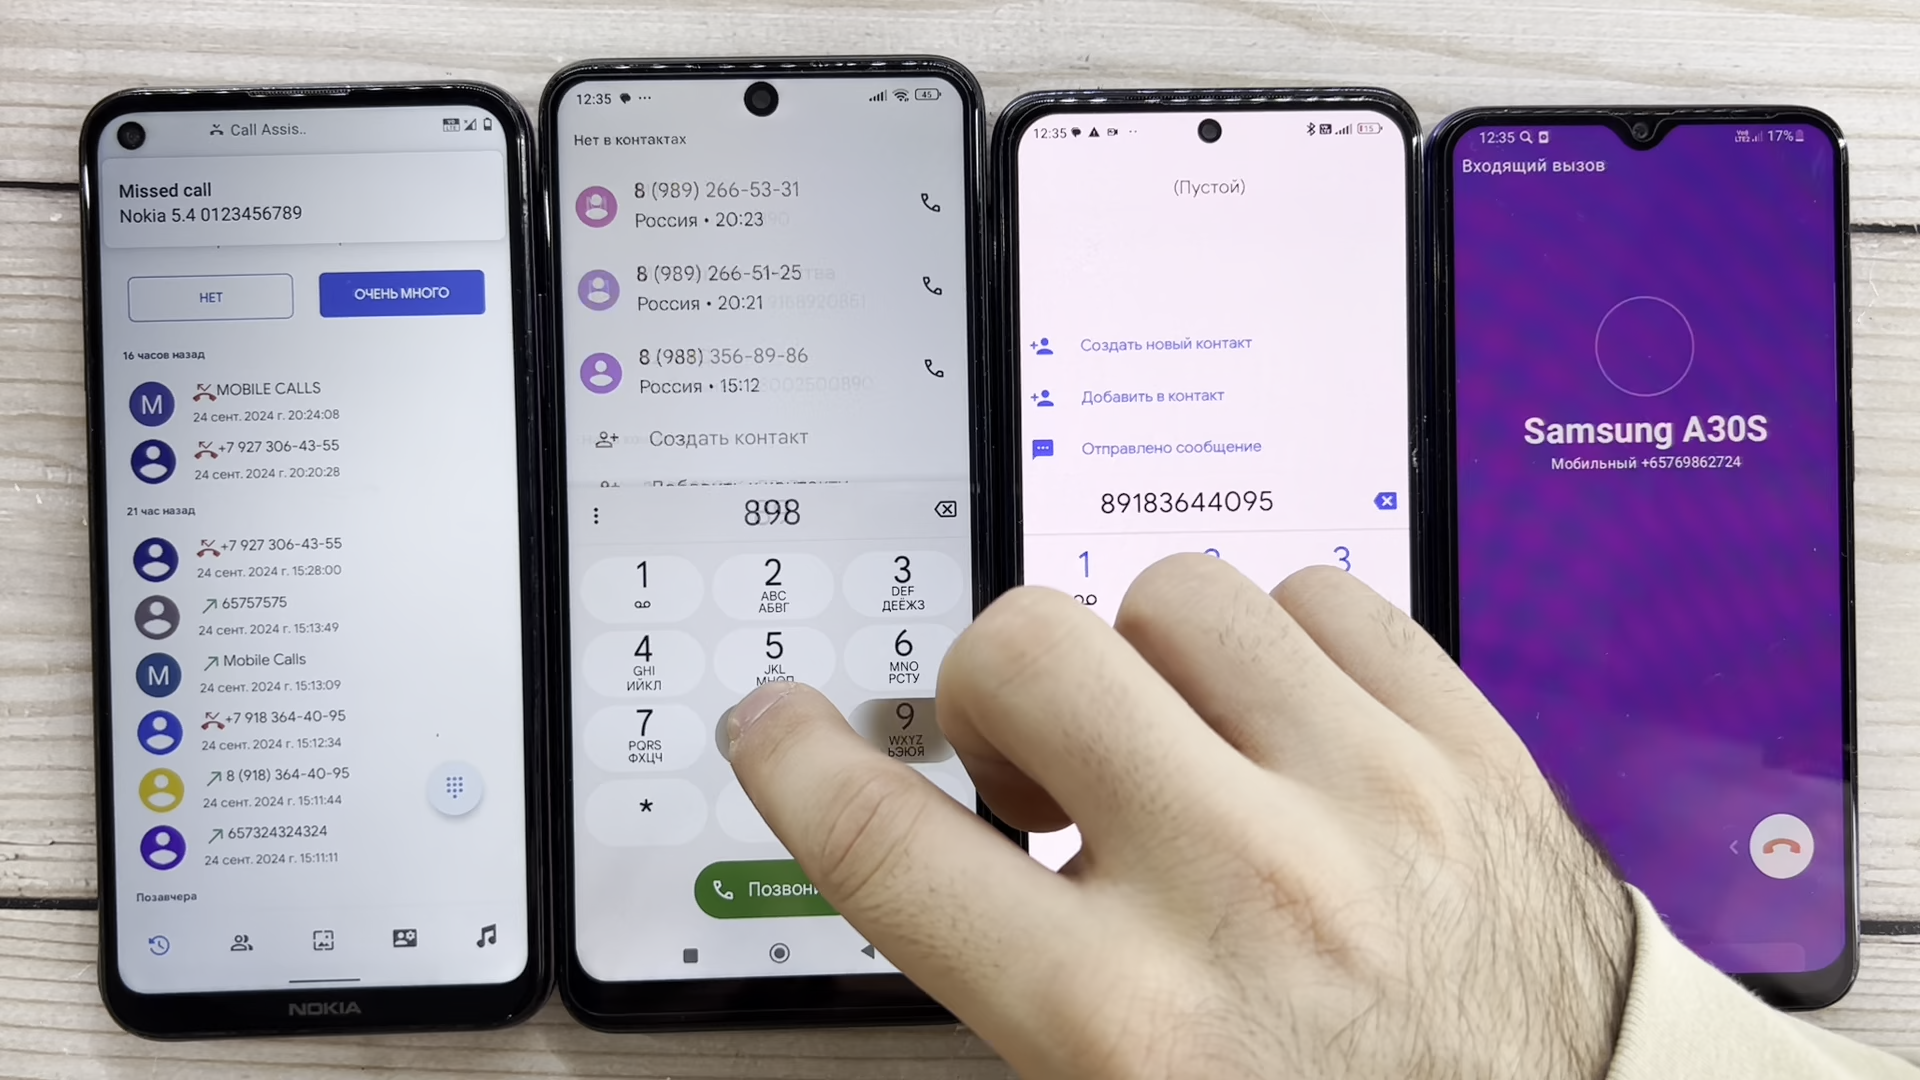 Call Assis..
Missed call
Nokia 5.4 0123456789
НЕТ
ОЧЕНЬ МНОГО
16 часов назад
M
MOBILE CALLS
24 сент. 2024 г. 20:24:08
+7 927 306-43-55
24 сент. 2024 г. 20:20:28
21 час назад
+7 927 306-43-55
24 сент. 2024 г. 15:28:00
65757575
24 сент. 2024 г. 15:13:49
M
Mobile Calls
24 сент. 2024 г. 15:13:09
+7 918 364-40-95
24 сент. 2024 г. 15:12:34
8 (918) 364-40-95
24 сент. 2024 г. 15:11:44
657324324324
24 сент. 2024 г. 15:11:11
Позавчера
NOKIA
12:35
45
Нет в контактах
8 (989) 266-53-31
Россия • 20:23
8 (989) 266-51-25
Россия • 20:21
8 (988) 356-89-86
Россия • 15:12
Создать контакт
898
1
2
ABC
АБВГ
3
DEF
ДЕЁЖЗ
4
GHI
ИЙКЛ
5
JKL
МНОП
6
MNO
РСТУ
7
PQRS
ФХЦЧ
9
WXYZ
ЬЭЮЯ
*
Позвони
12:35
15
(Пустой)
Создать новый контакт
Добавить в контакт
Отправлено сообщение
89183644095
1
3
12:35
17%
Входящий вызов
Samsung A30S
Мобильный +65769862724